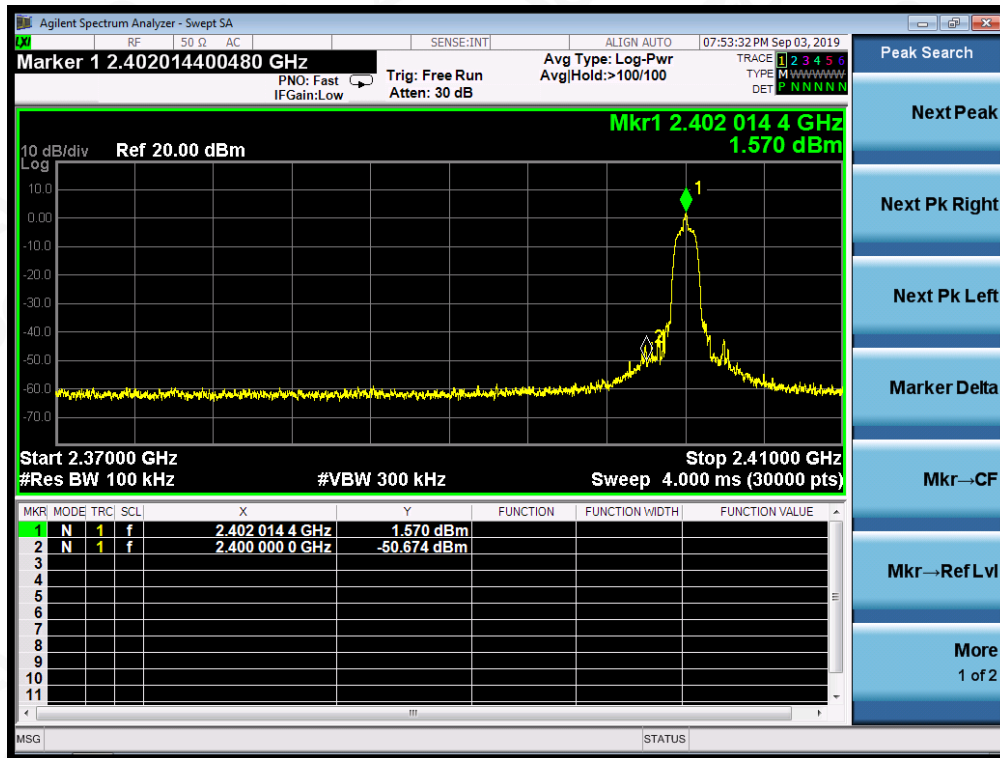 Agilent Spectrum Analyzer - Swept SA
LXI RF 50 Ω AC SENSE:INT ALIGN AUTO 07:53:32 PM Sep 03, 2019
Marker 1 2.402014400480 GHz
PNO: Fast
IFGain:Low
Trig: Free Run
Atten: 30 dB
Avg Type: Log-Pwr
Avg|Hold:>100/100
TRACE 1 2 3 4 5 6
TYPE M WWWWW
DET P N N N N N
Peak Search
Mkr1 2.402 014 4 GHz
1.570 dBm
10 dB/div Ref 20.00 dBm
Log
10.0
0.00
-10.0
-20.0
-30.0
-40.0
-50.0
-60.0
-70.0
1
2
Start 2.37000 GHz Stop 2.41000 GHz
#Res BW 100 kHz #VBW 300 kHz Sweep 4.000 ms (30000 pts)
MKR MODE TRC SCL X Y FUNCTION FUNCTION WIDTH FUNCTION VALUE
1 N 1 f 2.402 014 4 GHz 1.570 dBm
2 N 1 f 2.400 000 0 GHz -50.674 dBm
3
4
5
6
7
8
9
10
11
MSG STATUS
Next Peak
Next Pk Right
Next Pk Left
Marker Delta
Mkr→CF
Mkr→Ref Lvl
More
1 of 2